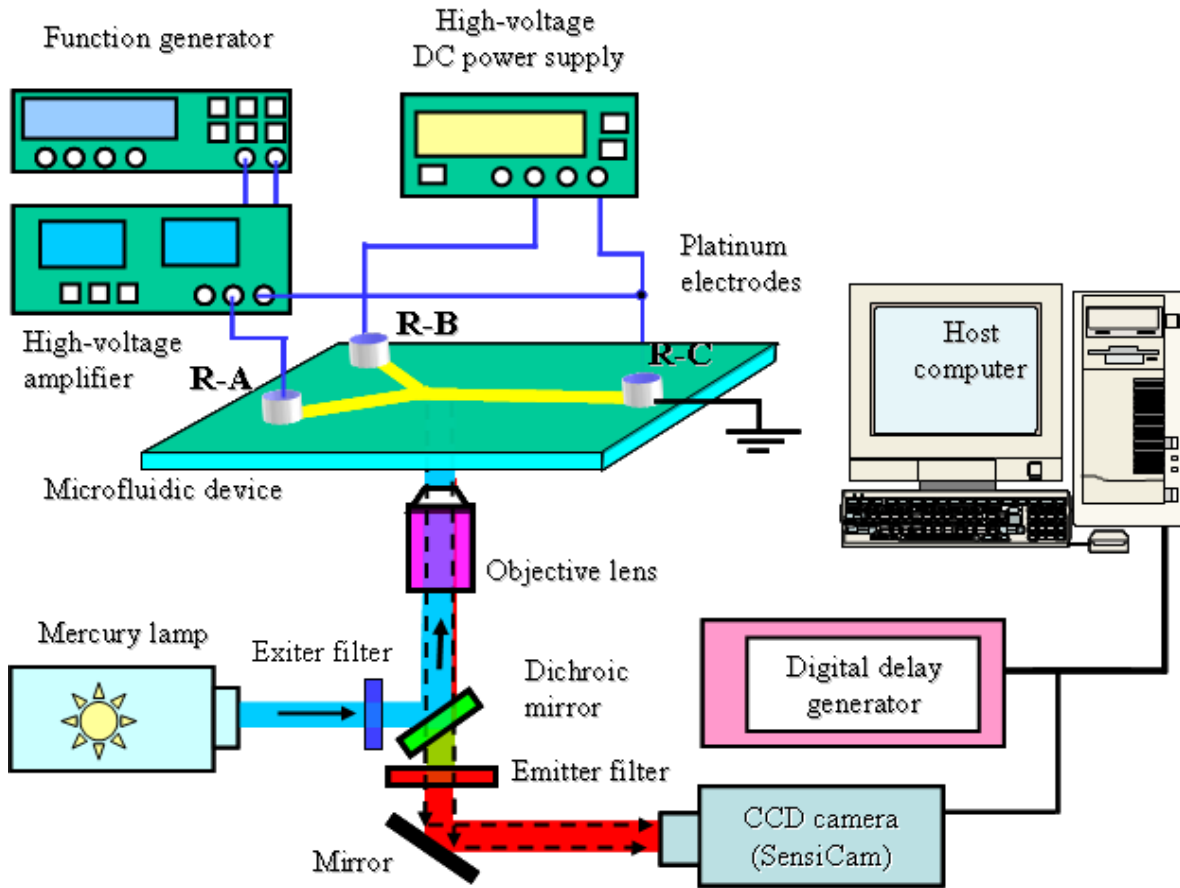 Function generator
High-voltage
DC power supply
Platinum
electrodes
High-voltage
amplifier
R-A
R-B
R-C
Host
computer
Microfluidic device
Objective lens
Mercury lamp
Exiter filter
Dichroic
mirror
Digital delay
generator
Emitter filter
Mirror
CCD camera
(SensiCam)